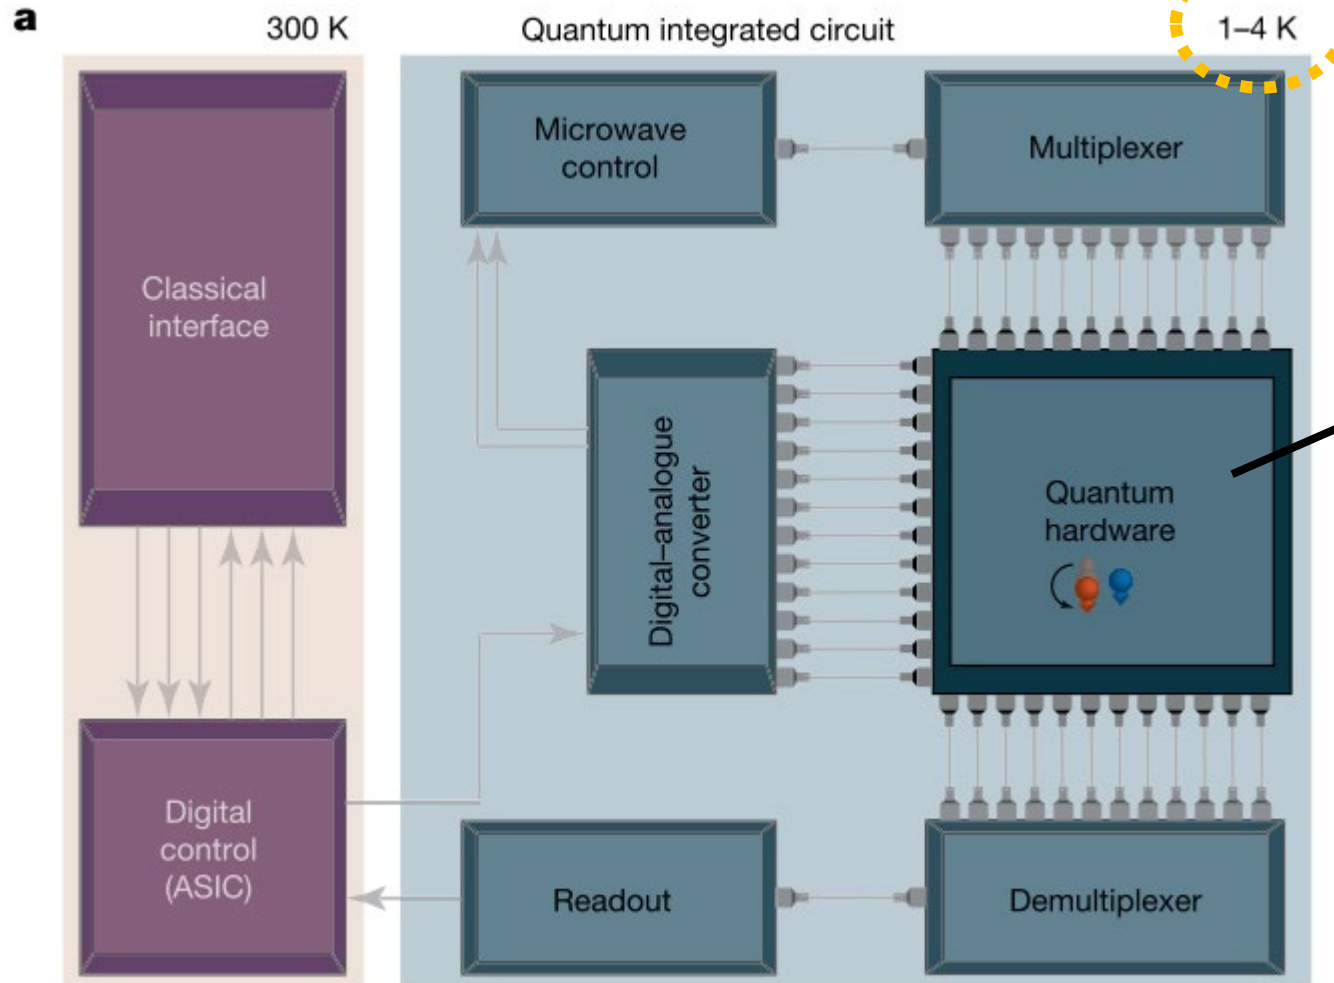 a
300 K
Quantum integrated circuit
1–4 K
Microwave
control
Multiplexer
Classical
interface
Digital–analogue
converter
Quantum
hardware
Digital
control
(ASIC)
Readout
Demultiplexer